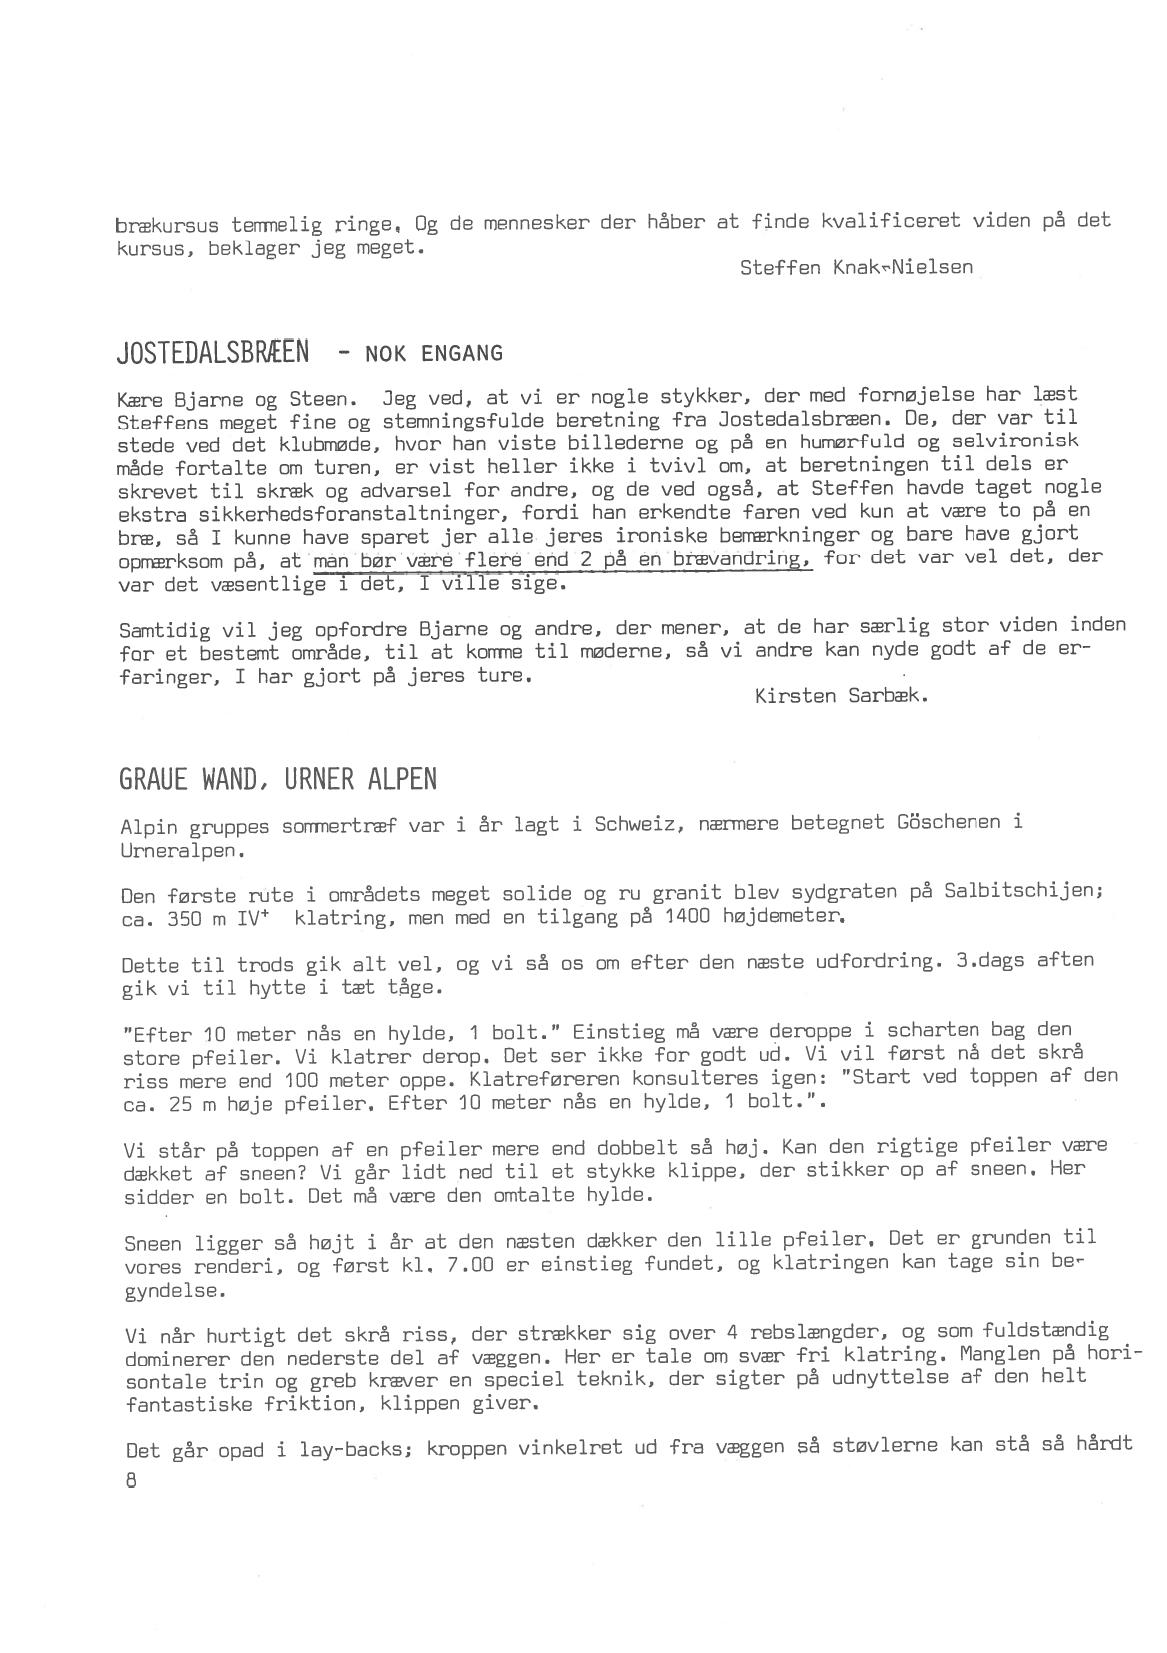 brækursus temmelig ringe. Og de mennesker der håber at finde kvalificeret viden på det
kursus, beklager jeg meget.
Steffen Knak-Nielsen
JOSTEDALSBRÆEN - NOK ENGANG
Kære Bjarne og Steen. Jeg ved, at vi er nogle stykker, der med fornøjelse har læst
Steffens meget fine og stemningsfulde beretning fra Jostedalsbræen. De, der var til
stede ved det klubmøde, hvor han viste billederne og på en humørfuld og selvironisk
måde fortalte om turen, er vist heller ikke i tvivl om, at beretningen til dels er
skrevet til skræk og advarsel for andre, og de ved også, at Steffen havde taget nogle
ekstra sikkerhedsforanstaltninger, fordi han erkendte faren ved kun at være to på en
bræ, så I kunne have sparet jer alle jeres ironiske bemærkninger og bare have gjort
opmærksom på, at man bør være flere end 2 på en brævandring, for det var vel det, der
var det væsentlige i det, I ville sige.
Samtidig vil jeg opfordre Bjarne og andre, der mener, at de har særlig stor viden inden
for et bestemt område, til at komme til møderne, så vi andre kan nyde godt af de er-
faringer, I har gjort på jeres ture.
Kirsten Sarbæk.
GRAUE WAND, URNER ALPEN
Alpin gruppes sommertræf var i år lagt i Schweiz, nærmere betegnet Göschenen i
Urneralpen.
Den første rute i områdets meget solide og ru granit blev sydgraten på Salbitschijen;
ca. 350 m IV+ klatring, men med en tilgang på 1400 højdemeter.
Dette til trods gik alt vel, og vi så os om efter den næste udfordring. 3.dags aften
gik vi til hytte i tæt tåge.
"Efter 10 meter nås en hylde, 1 bolt." Einstieg må være deroppe i scharten bag den
store pfeiler. Vi klatrer derop. Det ser ikke for godt ud. Vi vil først nå det skrå
riss mere end 100 meter oppe. Klatreføreren konsulteres igen: "Start ved toppen af den
ca. 25 m høje pfeiler. Efter 10 meter nås en hylde, 1 bolt.".
Vi står på toppen af en pfeiler mere end dobbelt så høj. Kan den rigtige pfeiler være
dækket af sneen? Vi går lidt ned til et stykke klippe, der stikker op af sneen. Her
sidder en bolt. Det må være den omtalte hylde.
Sneen ligger så højt i år at den næsten dækker den lille pfeiler. Det er grunden til
vores renderi, og først kl. 7.00 er einstieg fundet, og klatringen kan tage sin be-
gyndelse.
Vi når hurtigt det skrå riss, der strækker sig over 4 rebslængder, og som fuldstændig
dominerer den nederste del af væggen. Her er tale om svær fri klatring. Manglen på hori-
sontale trin og greb kræver en speciel teknik, der sigter på udnyttelse af den helt
fantastiske friktion, klippen giver.
Det går opad i lay-backs; kroppen vinkelret ud fra væggen så støvlerne kan stå så hårdt
8